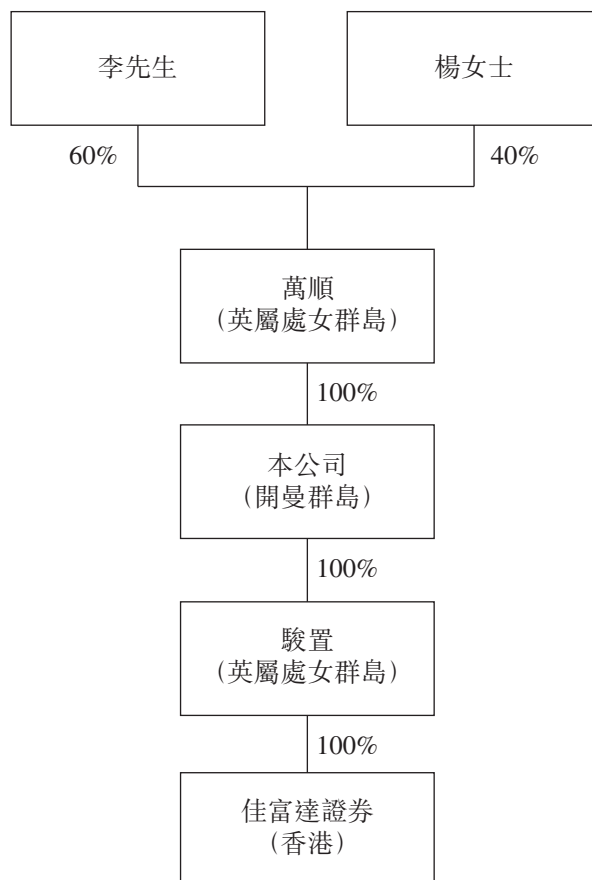 李先生
楊女士
60%
40%
萬順
（英屬處女群島）
100%
本公司
（開曼群島）
100%
駿置
（英屬處女群島）
100%
佳富達證券
（香港）